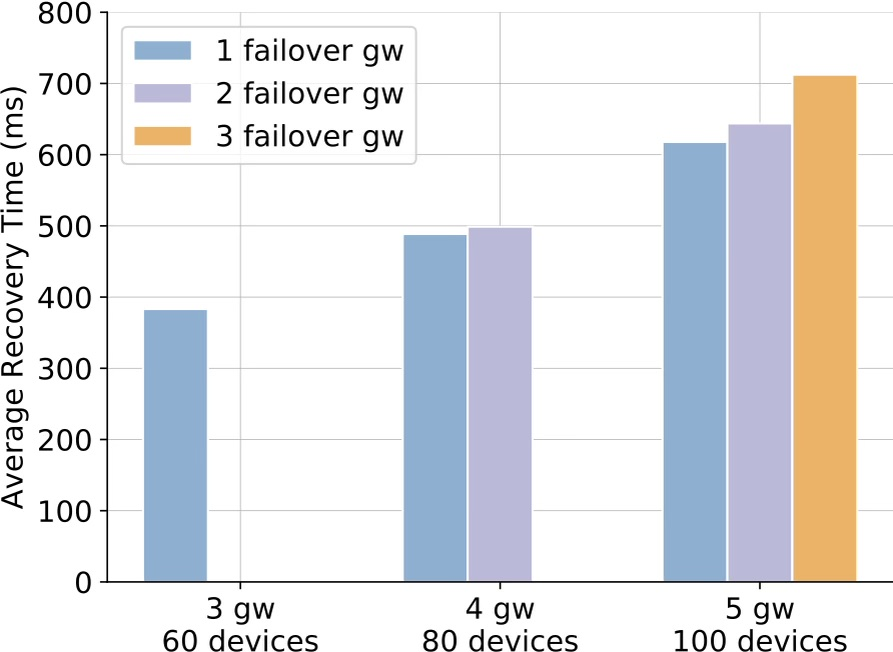 Average Recovery Time (ms)
800
700
600
500
400
300
200
100
0
1 failover gw
2 failover gw
3 failover gw
3 gw
60 devices
4 gw
80 devices
5 gw
100 devices